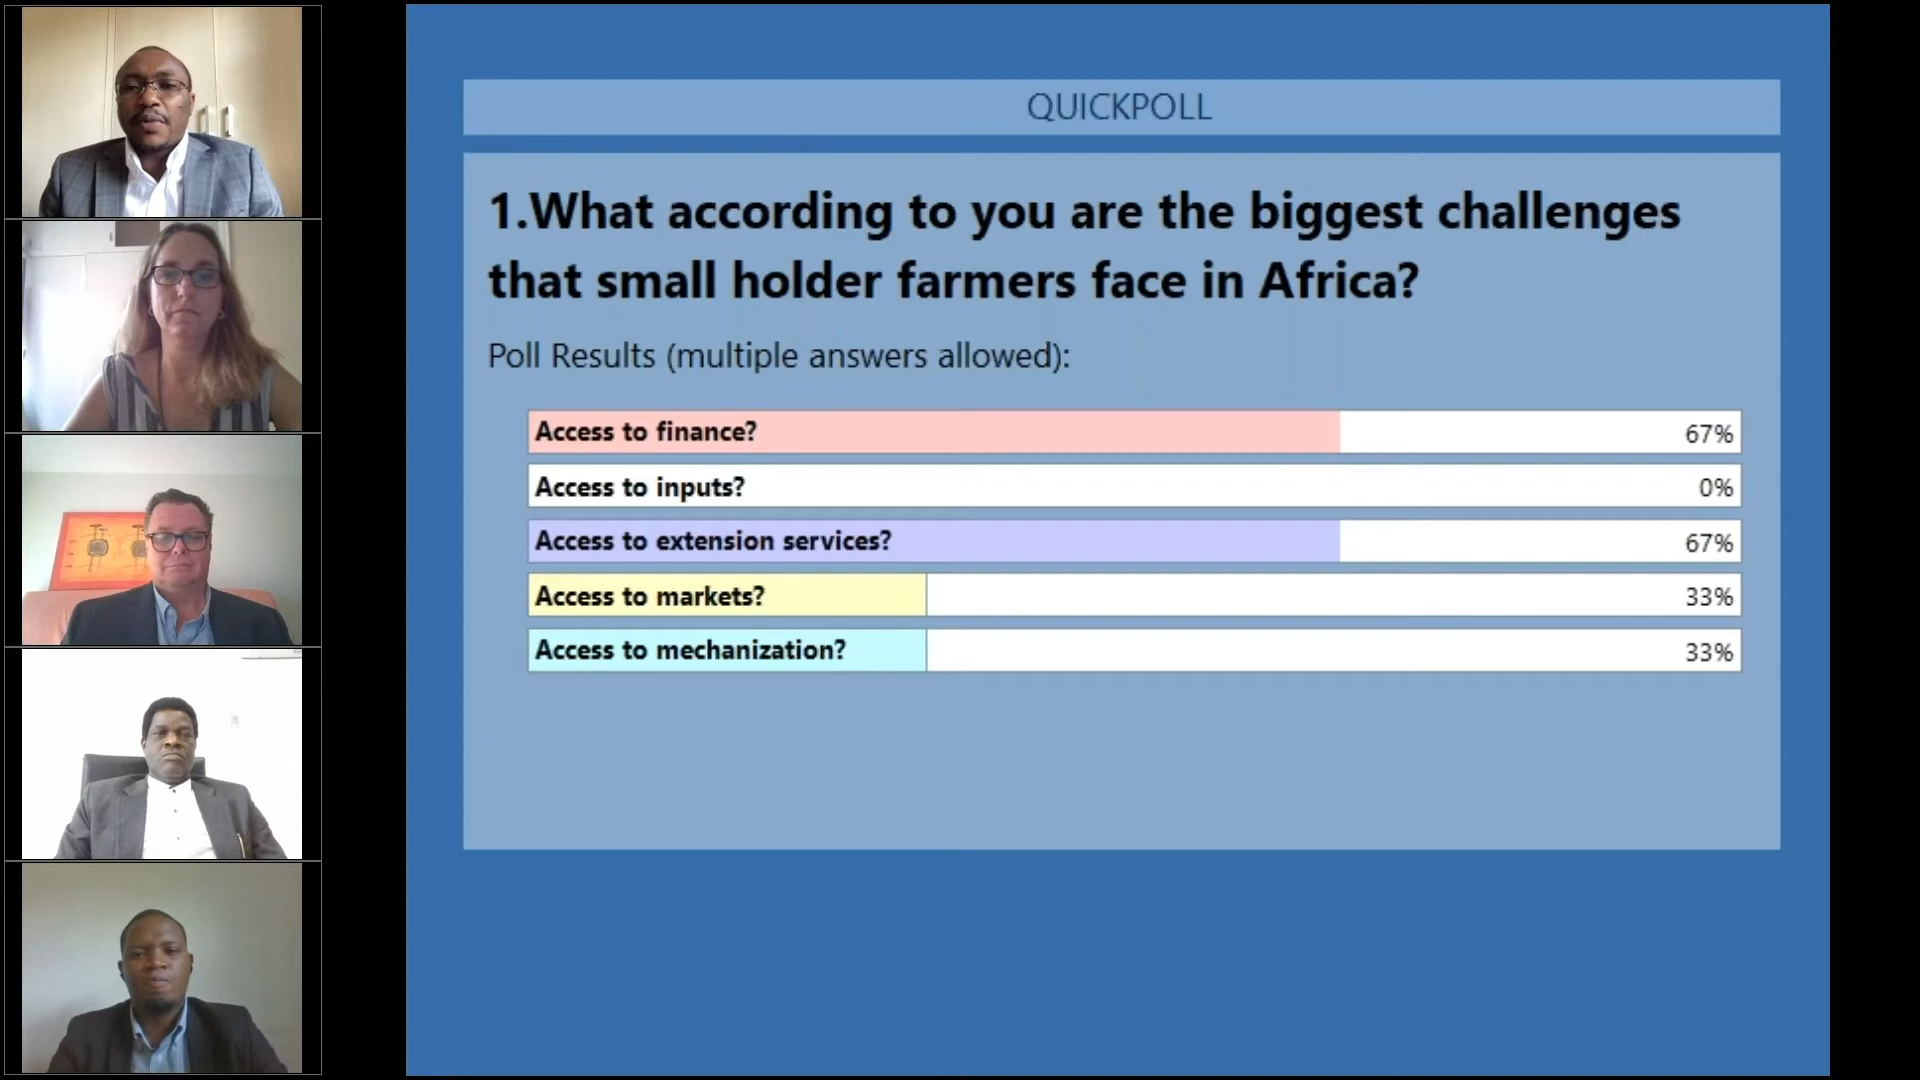 QUICKPOLL
1.What according to you are the biggest challenges
that small holder farmers face in Africa?
Poll Results (multiple answers allowed):
Access to finance? 67%
Access to inputs? 0%
Access to extension services? 67%
Access to markets? 33%
Access to mechanization? 33%